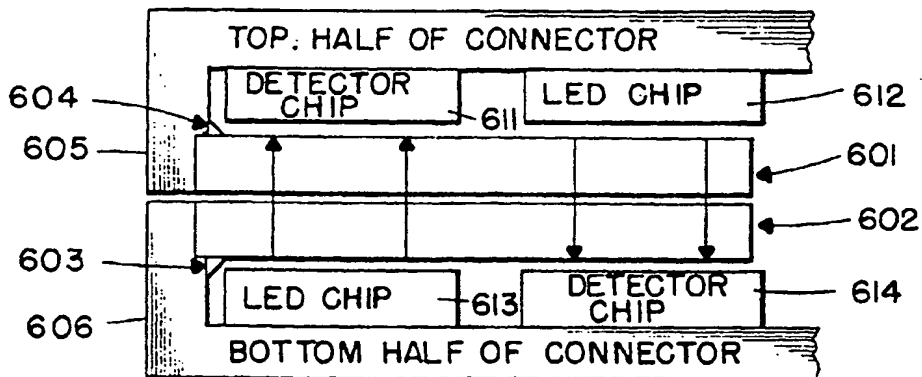 TOP. HALF OF CONNECTOR
DETECTOR CHIP
LED CHIP
604
611
612
605
601
602
603
LED CHIP
613
DETECTOR CHIP
614
606
BOTTOM HALF OF CONNECTOR